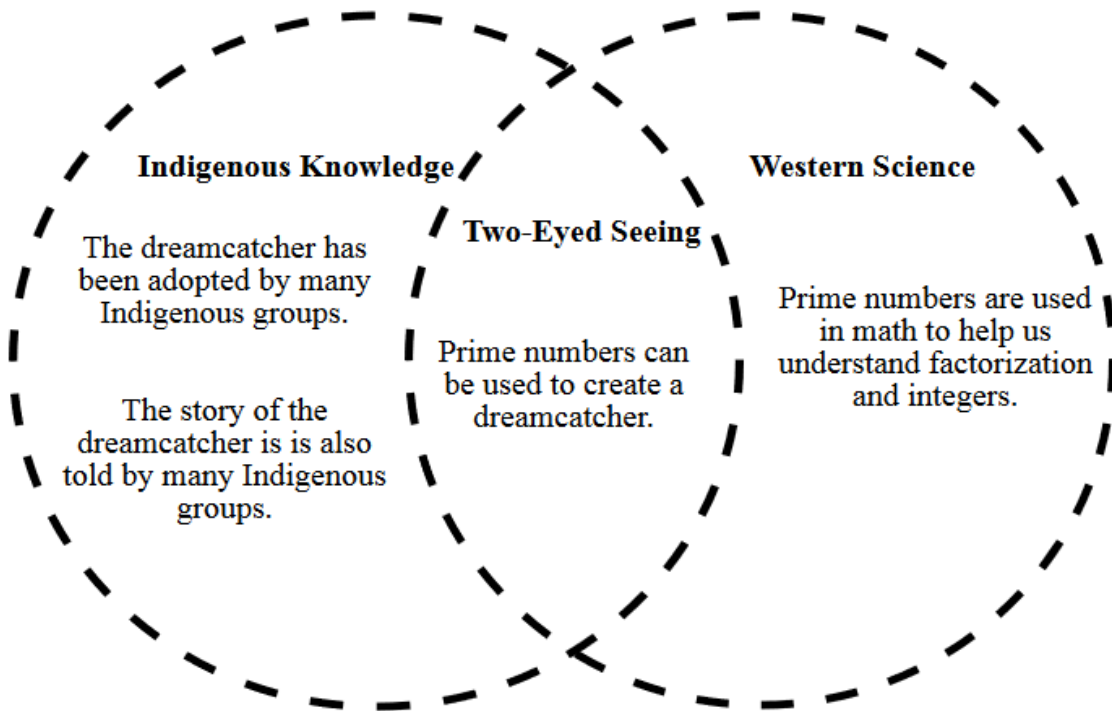 Indigenous Knowledge
The dreamcatcher has
been adopted by many
Indigenous groups.
The story of the
dreamcatcher is is also
told by many Indigenous
groups.
Two-Eyed Seeing
Prime numbers can
be used to create a
dreamcatcher.
Western Science
Prime numbers are used
in math to help us
understand factorization
and integers.